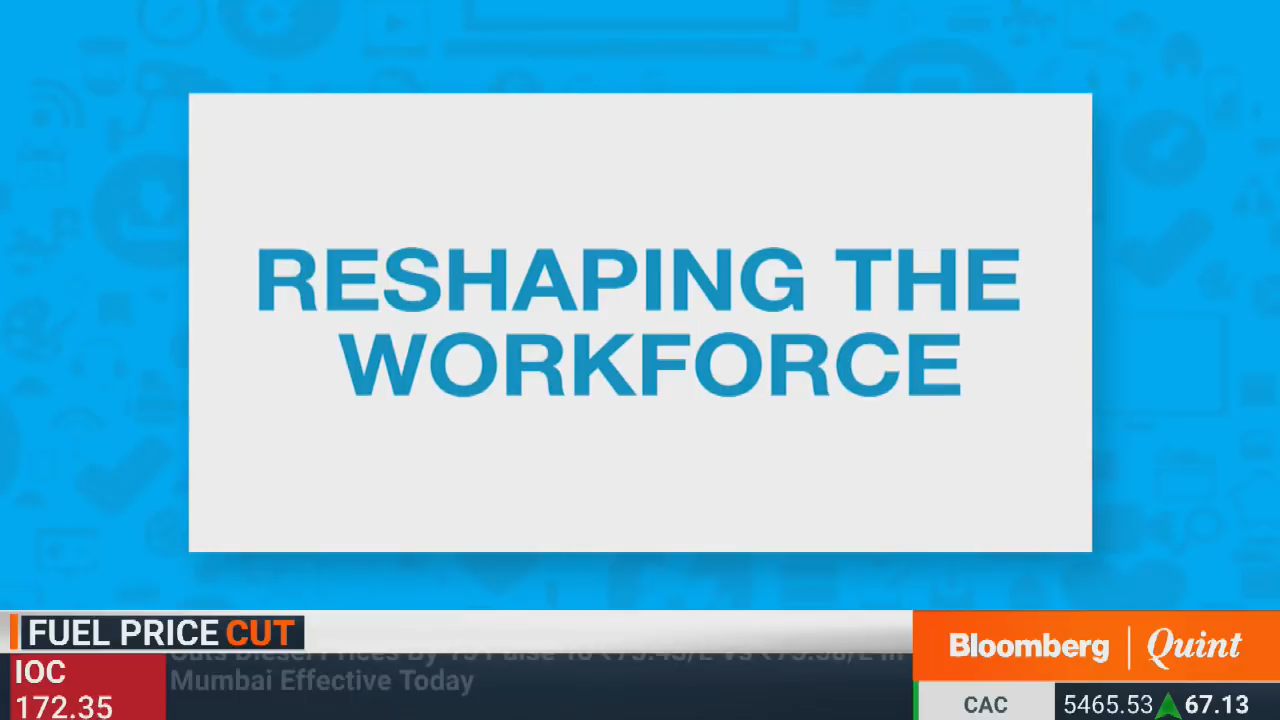 RESHAPING THE
WORKFORCE
FUEL PRICE CUT
Bloomberg | Quint
IOC
172.35
Mumbai Effective Today
CAC 5465.53 67.13